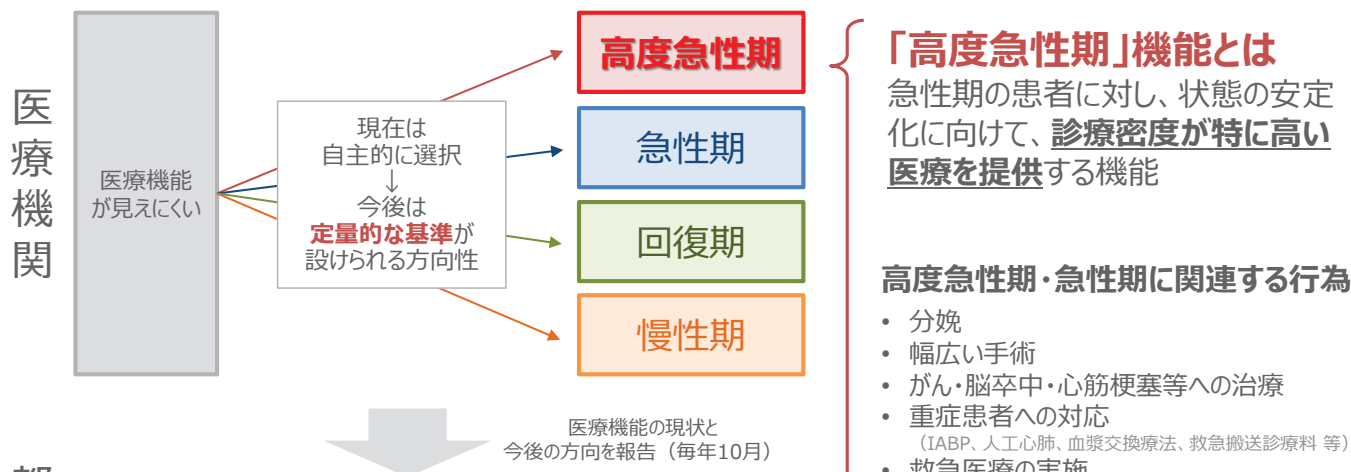 医療機関
医療機能
が見えにくい
現在は
自主的に選択
↓
今後は
定量的な基準が
設けられる方向性
高度急性期
急性期
回復期
慢性期
医療機能の現状と
今後の方向を報告（毎年10月）
「高度急性期」機能とは
急性期の患者に対し、状態の安定
化に向けて、診療密度が特に高い
医療を提供する機能
高度急性期・急性期に関連する行為
• 分娩
• 幅広い手術
• がん・脳卒中・心筋梗塞等への治療
• 重症患者への対応
（IABP、人工心肺、血漿交換療法、救急搬送診療料 等）
• 救急医療の実施